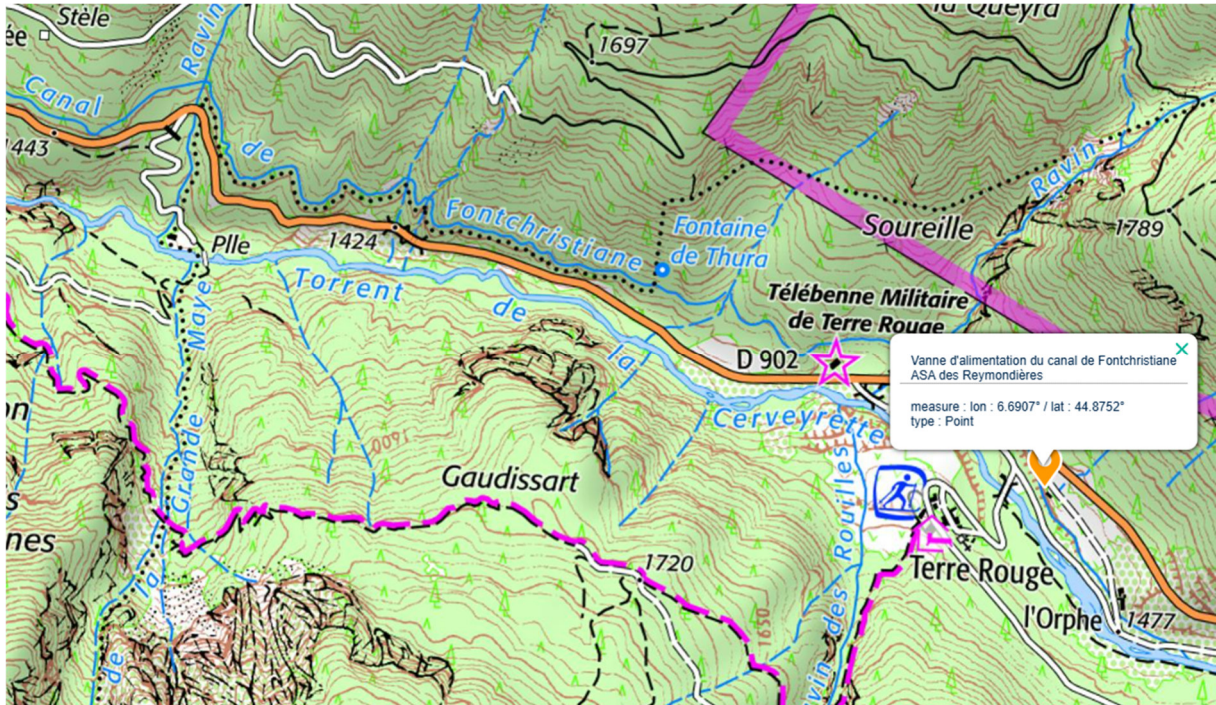 Stèle
la Queyra
ée
Ravin
1697
Canal
1443
de
Ravin
Fontchristiane
Fontaine
de Thura
Soureille
1789
1424
Plle
Torrent
de
la
Télébenne Militaire
de Terre Rouge
D 902
Vanne d'alimentation du canal de Fontchristiane
ASA des Reymondières
measure : lon : 6.6907° / lat : 44.8752°
type : Point
Cerveyrette
Mayen
Grande
la
de
on
s
nes
1600
Gaudissart
1720
1650
Ravin des Rouilles
Terre Rouge
l'Orphe
1477